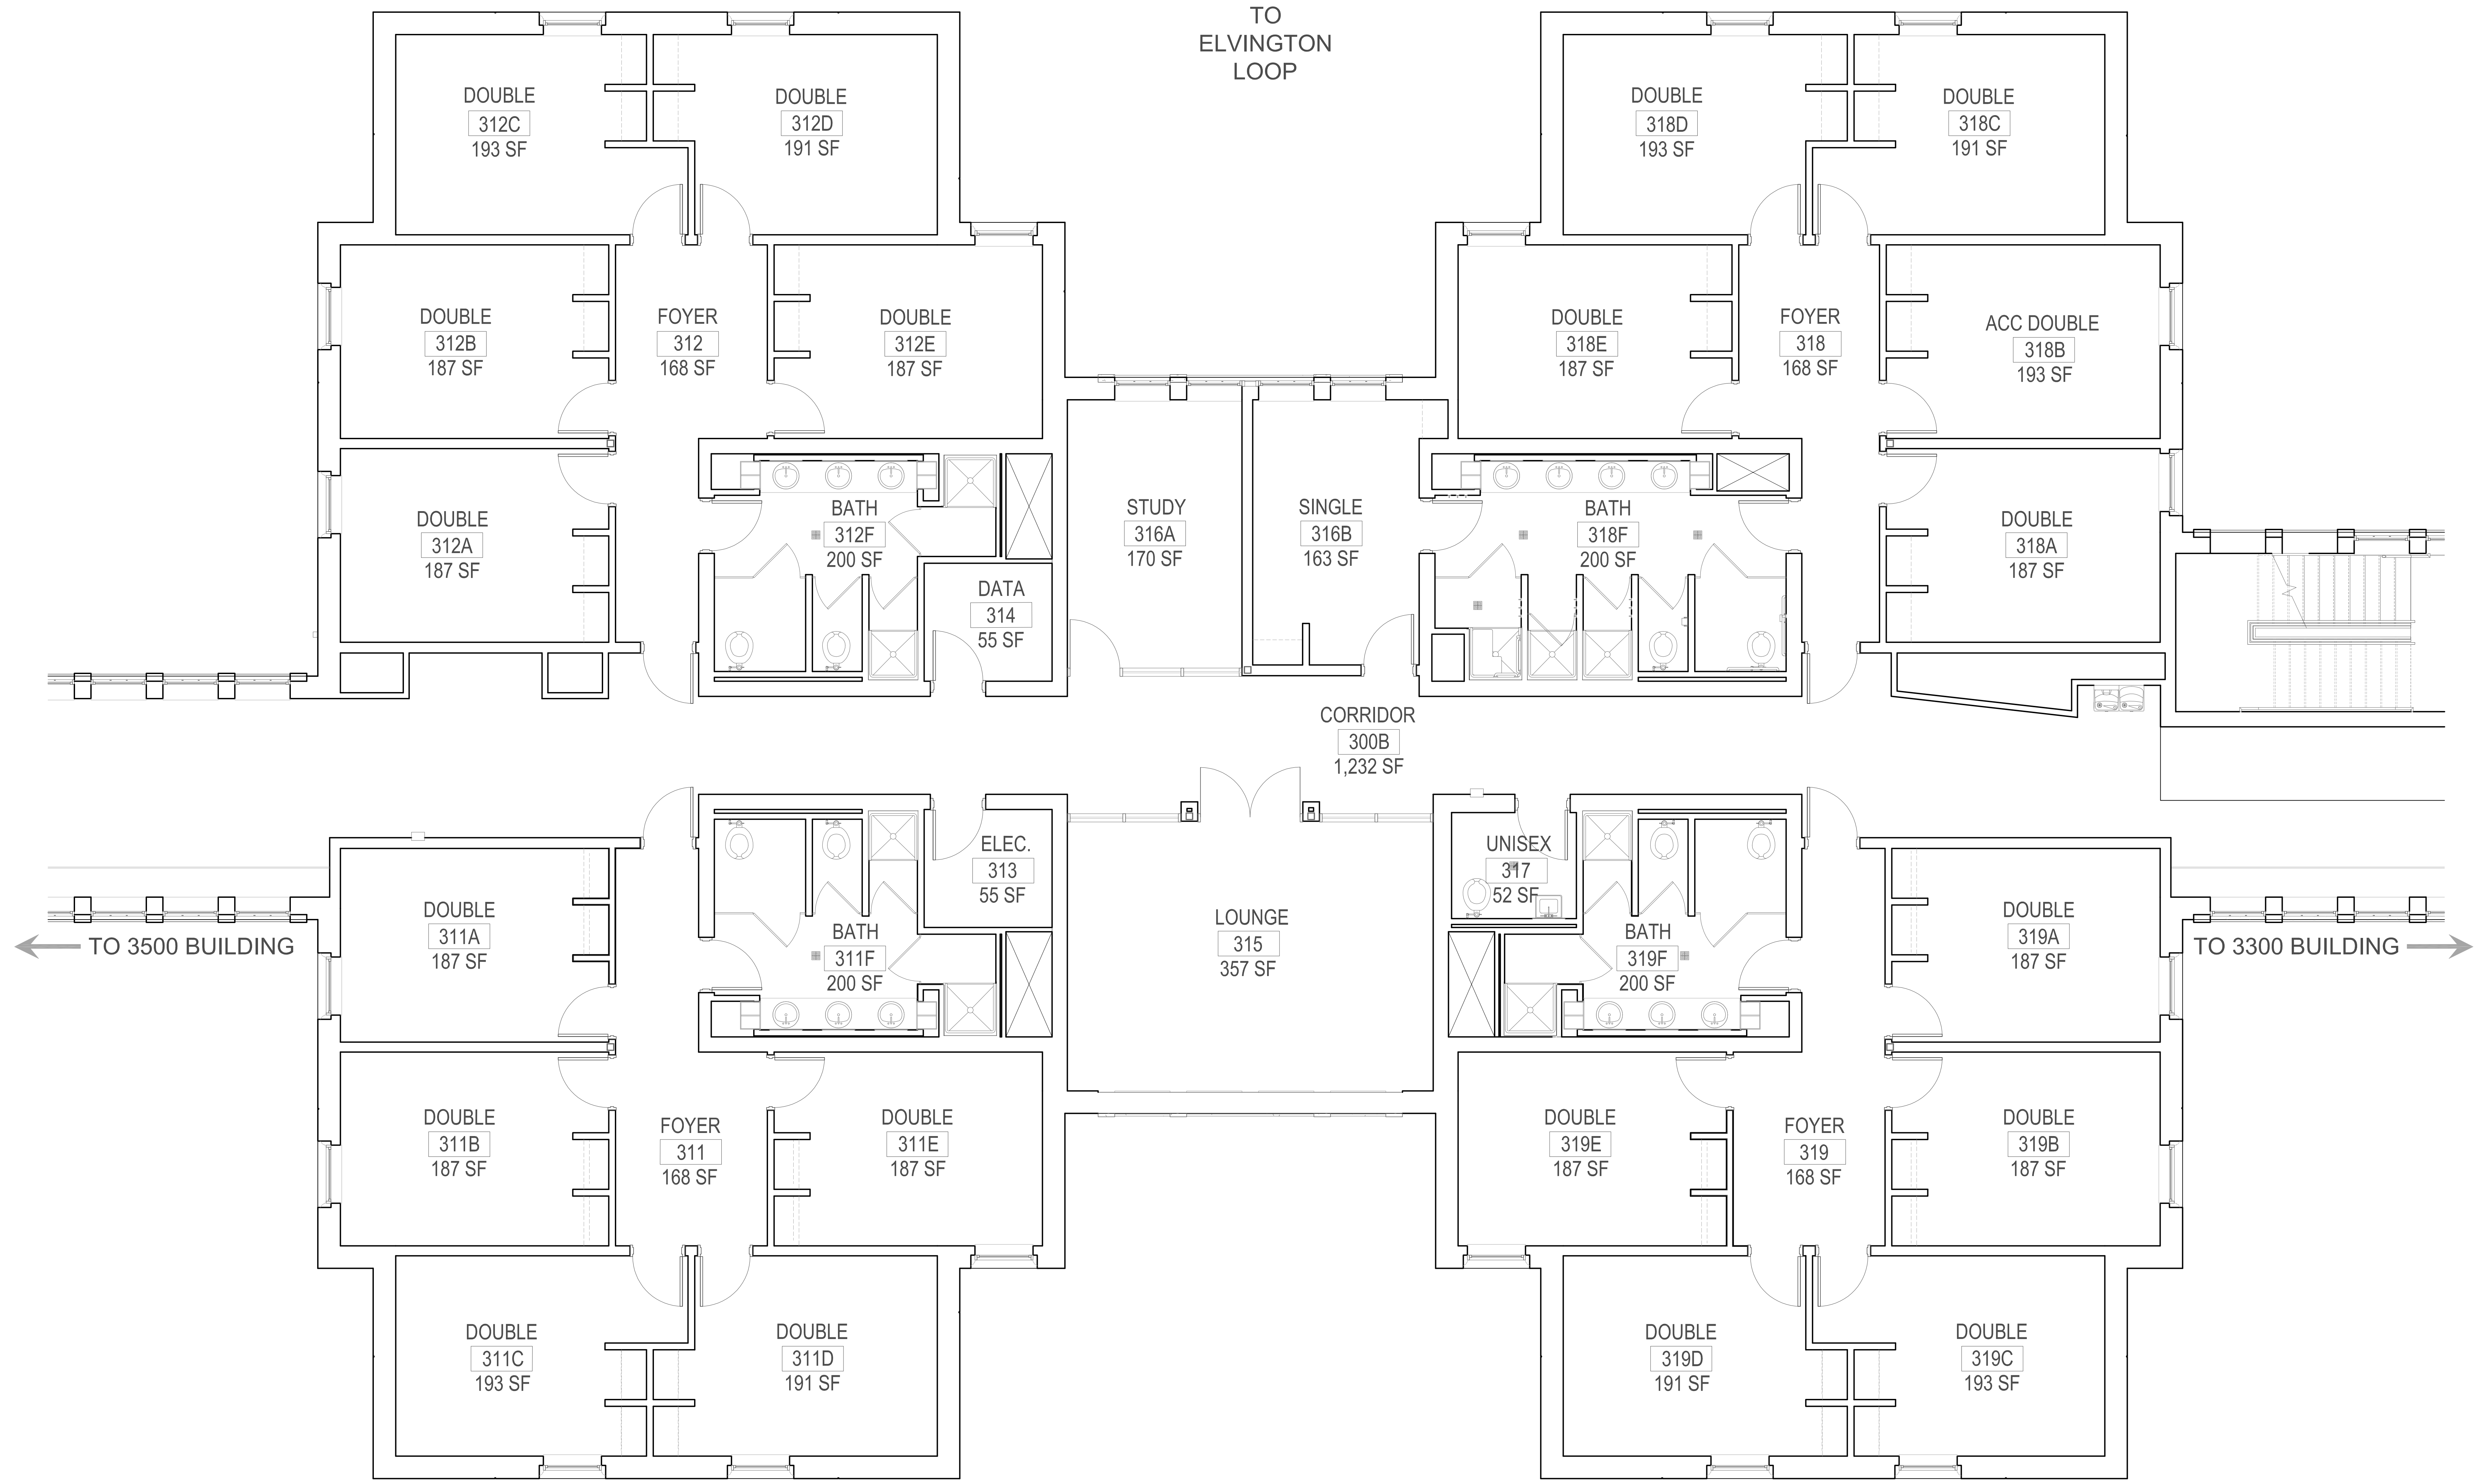 TO
ELVINGTON
LOOP
DOUBLE
312C
193 SF
DOUBLE
312D
191 SF
DOUBLE
318D
193 SF
DOUBLE
318C
191 SF
DOUBLE
312B
187 SF
FOYER
312
168 SF
DOUBLE
312E
187 SF
DOUBLE
318E
187 SF
FOYER
318
168 SF
ACC DOUBLE
318B
193 SF
DOUBLE
312A
187 SF
BATH
312F
200 SF
DATA
314
55 SF
STUDY
316A
170 SF
SINGLE
316B
163 SF
BATH
318F
200 SF
DOUBLE
318A
187 SF
CORRIDOR
300B
1,232 SF
DOUBLE
311A
187 SF
BATH
311F
200 SF
ELEC.
313
55 SF
LOUNGE
315
357 SF
UNISEX
317
52 SF
BATH
319F
200 SF
DOUBLE
319A
187 SF
TO 3500 BUILDING
TO 3300 BUILDING
DOUBLE
311B
187 SF
FOYER
311
168 SF
DOUBLE
311E
187 SF
DOUBLE
319E
187 SF
FOYER
319
168 SF
DOUBLE
319B
187 SF
DOUBLE
311C
193 SF
DOUBLE
311D
191 SF
DOUBLE
319D
191 SF
DOUBLE
319C
193 SF